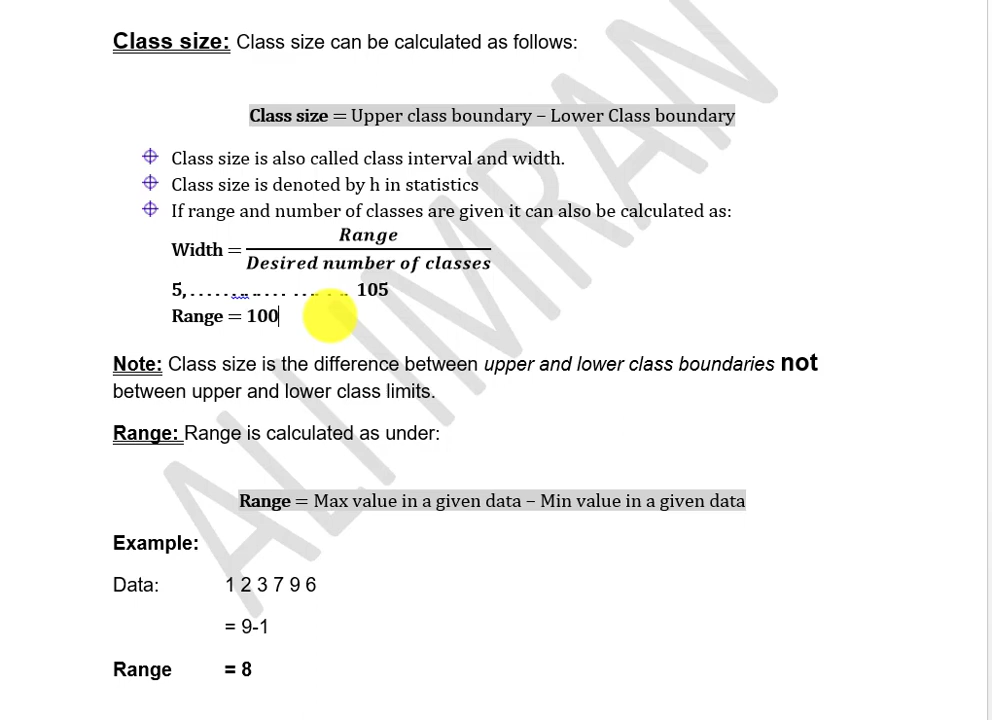 Class size: Class size can be calculated as follows:
Class size = Upper class boundary – Lower Class boundary
Class size is also called class interval and width.
Class size is denoted by h in statistics
If range and number of classes are given it can also be calculated as:
Range
Width =
Desired number of classes
5,........................... 105
Range = 100
Note: Class size is the difference between upper and lower class boundaries not
between upper and lower class limits.
Range: Range is calculated as under:
Range = Max value in a given data – Min value in a given data
Example:
Data: 1 2 3 7 9 6
= 9-1
Range = 8
ALI IMRAN